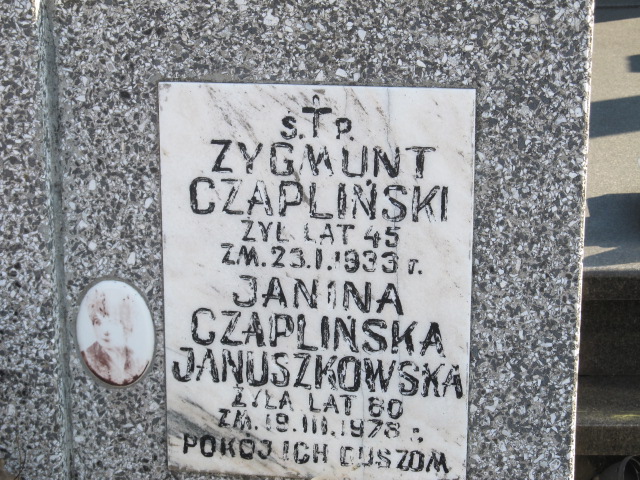 Ś. P.
ZYGMUNT
CZAPLIŃSKI
ŻYŁ LAT 45
ZM. 23.I.1933 r.
JANINA
CZAPLIŃSKA
JANUSZKOWSKA
ŻYŁA LAT 80
ZM. 19.III.1978 r.
POKÓJ ICH DUSZOM